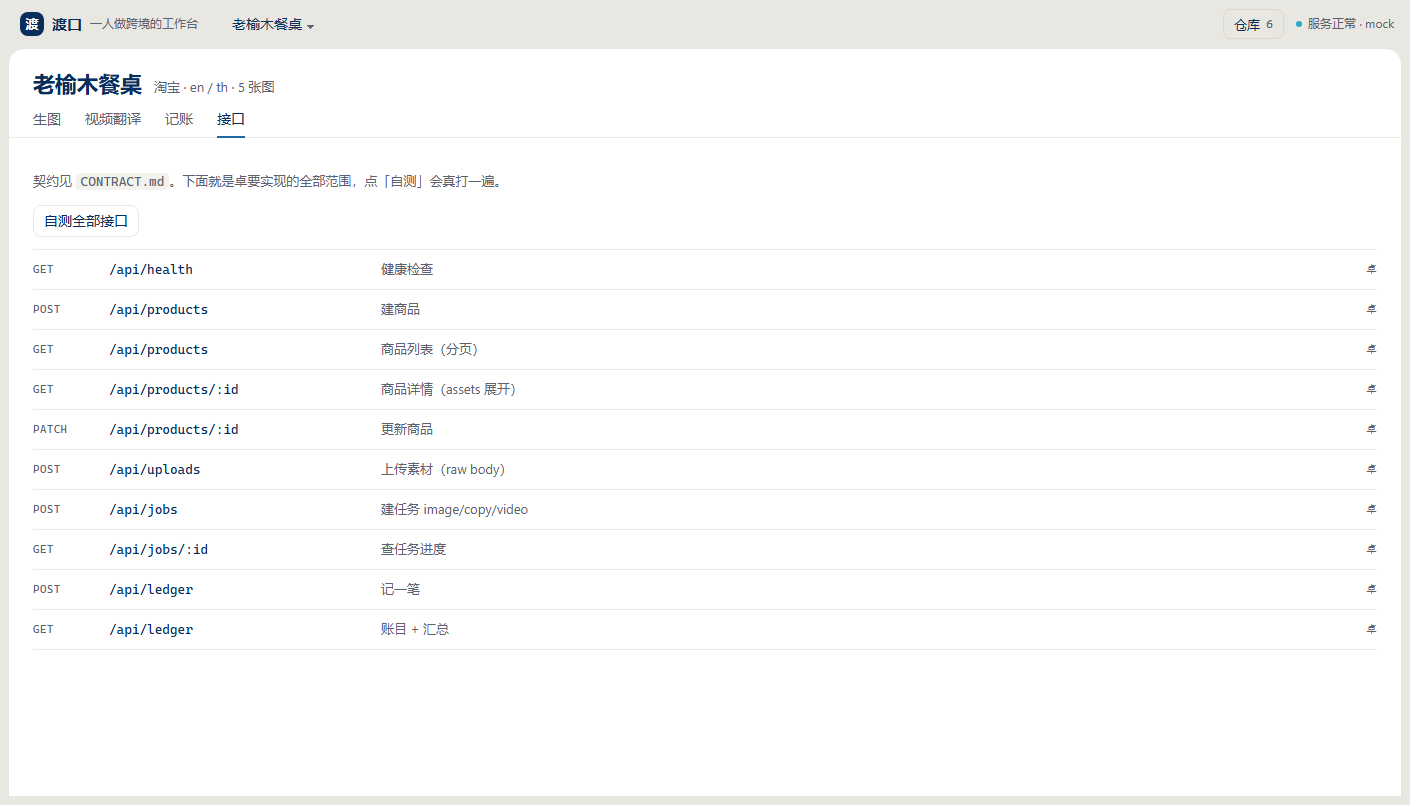 渡 渡口 一人做跨境的工作台 老榆木餐桌 仓库 6 服务正常 · mock
老榆木餐桌 淘宝 · en / th · 5 张图
生图 视频翻译 记账 接口
契约见 CONTRACT.md 。下面就是卓要实现的全部范围，点「自测」会真打一遍。
自测全部接口
GET /api/health 健康检查 卓
POST /api/products 建商品 卓
GET /api/products 商品列表（分页） 卓
GET /api/products/:id 商品详情（assets 展开） 卓
PATCH /api/products/:id 更新商品 卓
POST /api/uploads 上传素材（raw body） 卓
POST /api/jobs 建任务 image/copy/video 卓
GET /api/jobs/:id 查任务进度 卓
POST /api/ledger 记一笔 卓
GET /api/ledger 账目 + 汇总 卓